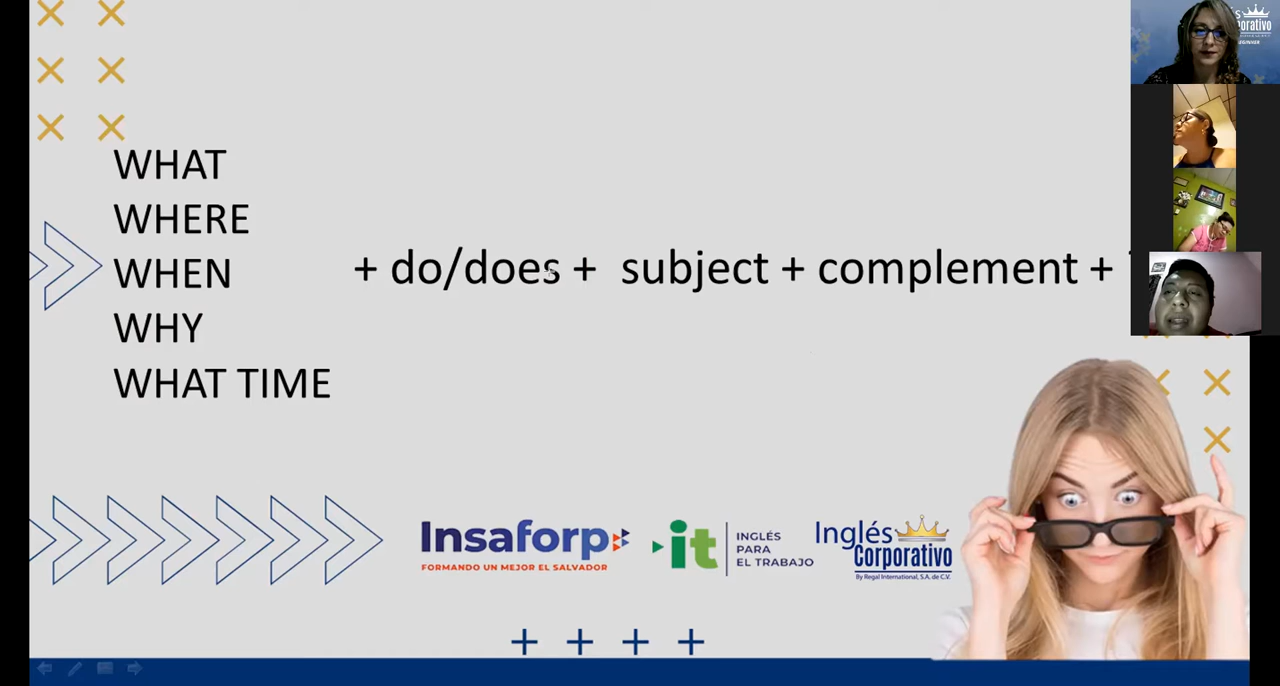 WHAT
WHERE
WHEN
WHY
WHAT TIME
+ do/does + subject + complement +
Insaforp
FORMANDO UN MEJOR EL SALVADOR
it
INGLÉS
PARA
EL TRABAJO
Inglés
Corporativo
By Regal International, S.A. de C.V.